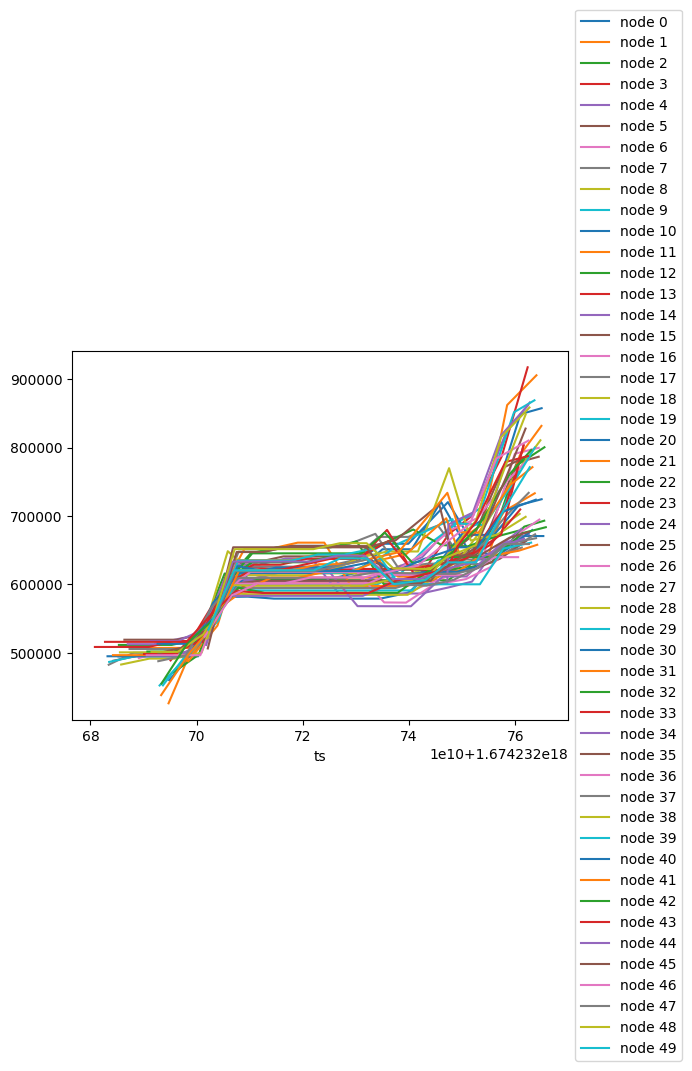 node 0
node 1
node 2
node 3
node 4
node 5
node 6
node 7
node 8
node 9
node 10
node 11
node 12
node 13
node 14
node 15
node 16
node 17
node 18
node 19
node 20
node 21
node 22
node 23
node 24
node 25
node 26
node 27
node 28
node 29
node 30
node 31
node 32
node 33
node 34
node 35
node 36
node 37
node 38
node 39
node 40
node 41
node 42
node 43
node 44
node 45
node 46
node 47
node 48
node 49
900000
800000
700000
600000
500000
68 70 72 74 76
ts
1e10+1.674232e18